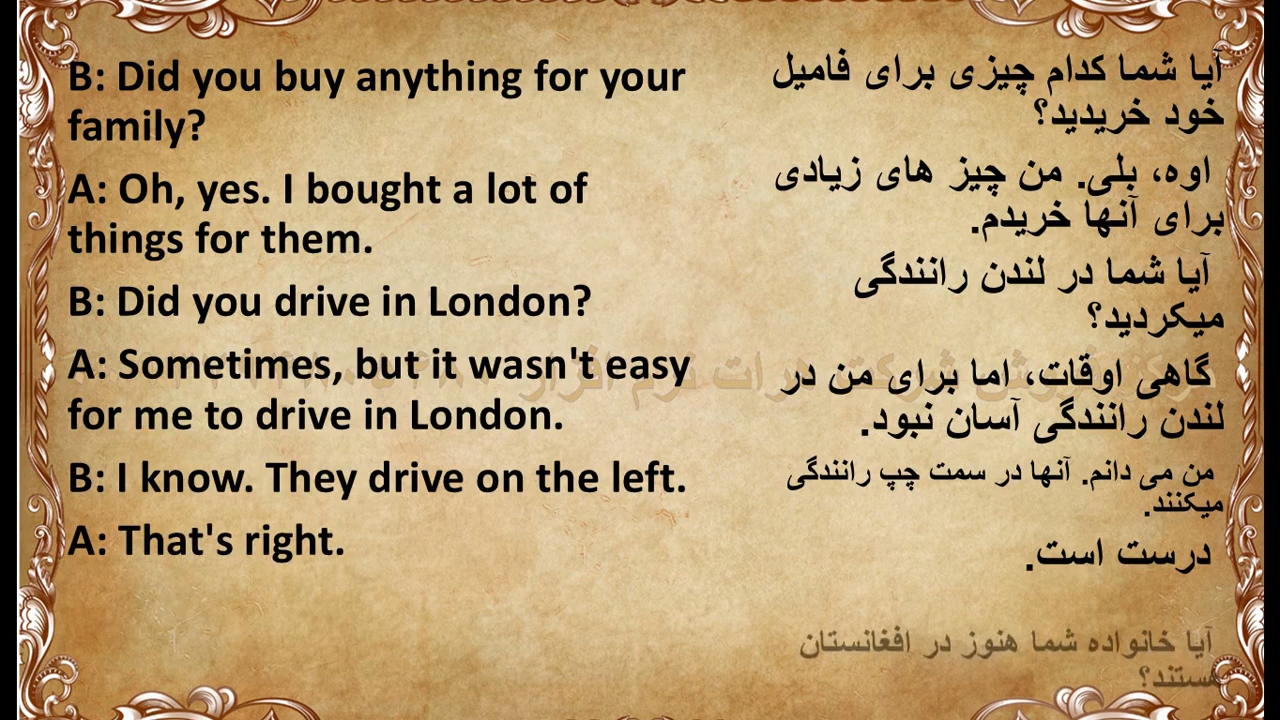 B: Did you buy anything for your
family?
A: Oh, yes. I bought a lot of
things for them.
B: Did you drive in London?
A: Sometimes, but it wasn't easy
for me to drive in London.
B: I know. They drive on the left.
A: That's right.
آیا شما کدام چیزی برای فامیل
خود خریدید؟
اوه، بلی. من چیز های زیادی
برای آنها خریدم.
آیا شما در لندن رانندگی
میکردید؟
گاهی اوقات، اما برای من در
لندن رانندگی آسان نبود.
من می دانم. آنها در سمت چپ رانندگی
میکنند.
درست است.
آیا خانواده شما هنوز در افغانستان
هستند؟